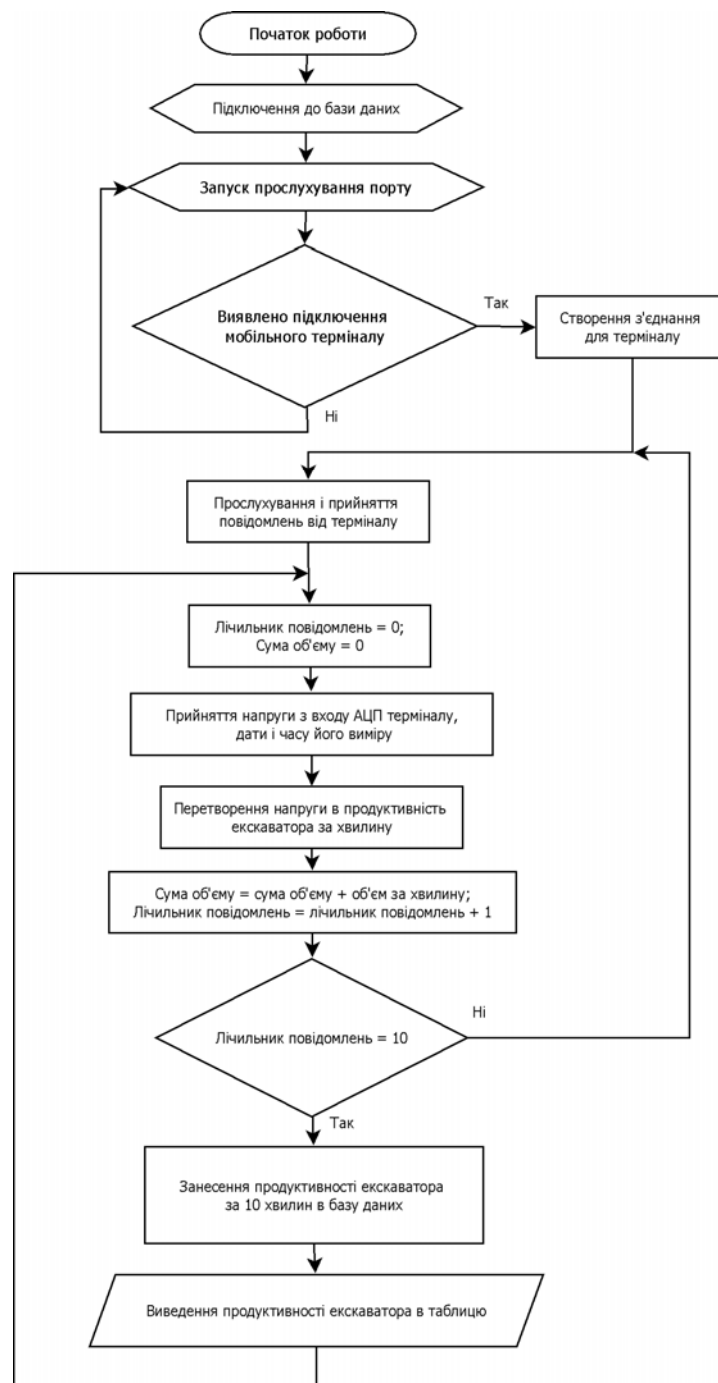 Початок роботи
Підключення до бази даних
Запуск прослуховування порту
Виявлено підключення
мобільного терміналу
Так
Створення з'єднання
для терміналу
Ні
Прослуховування і прийняття
повідомлень від терміналу
Лічильник повідомлень = 0;
Сума об'єму = 0
Прийняття напруги з входу АЦП терміналу,
дати і часу його виміру
Перетворення напруги в продуктивність
екскаватора за хвилину
Сума об'єму = сума об'єму + об'єм за хвилину;
Лічильник повідомлень = лічильник повідомлень + 1
Лічильник повідомлень = 10
Ні
Так
Занесення продуктивності екскаватора
за 10 хвилин в базу даних
Виведення продуктивності екскаватора в таблицю